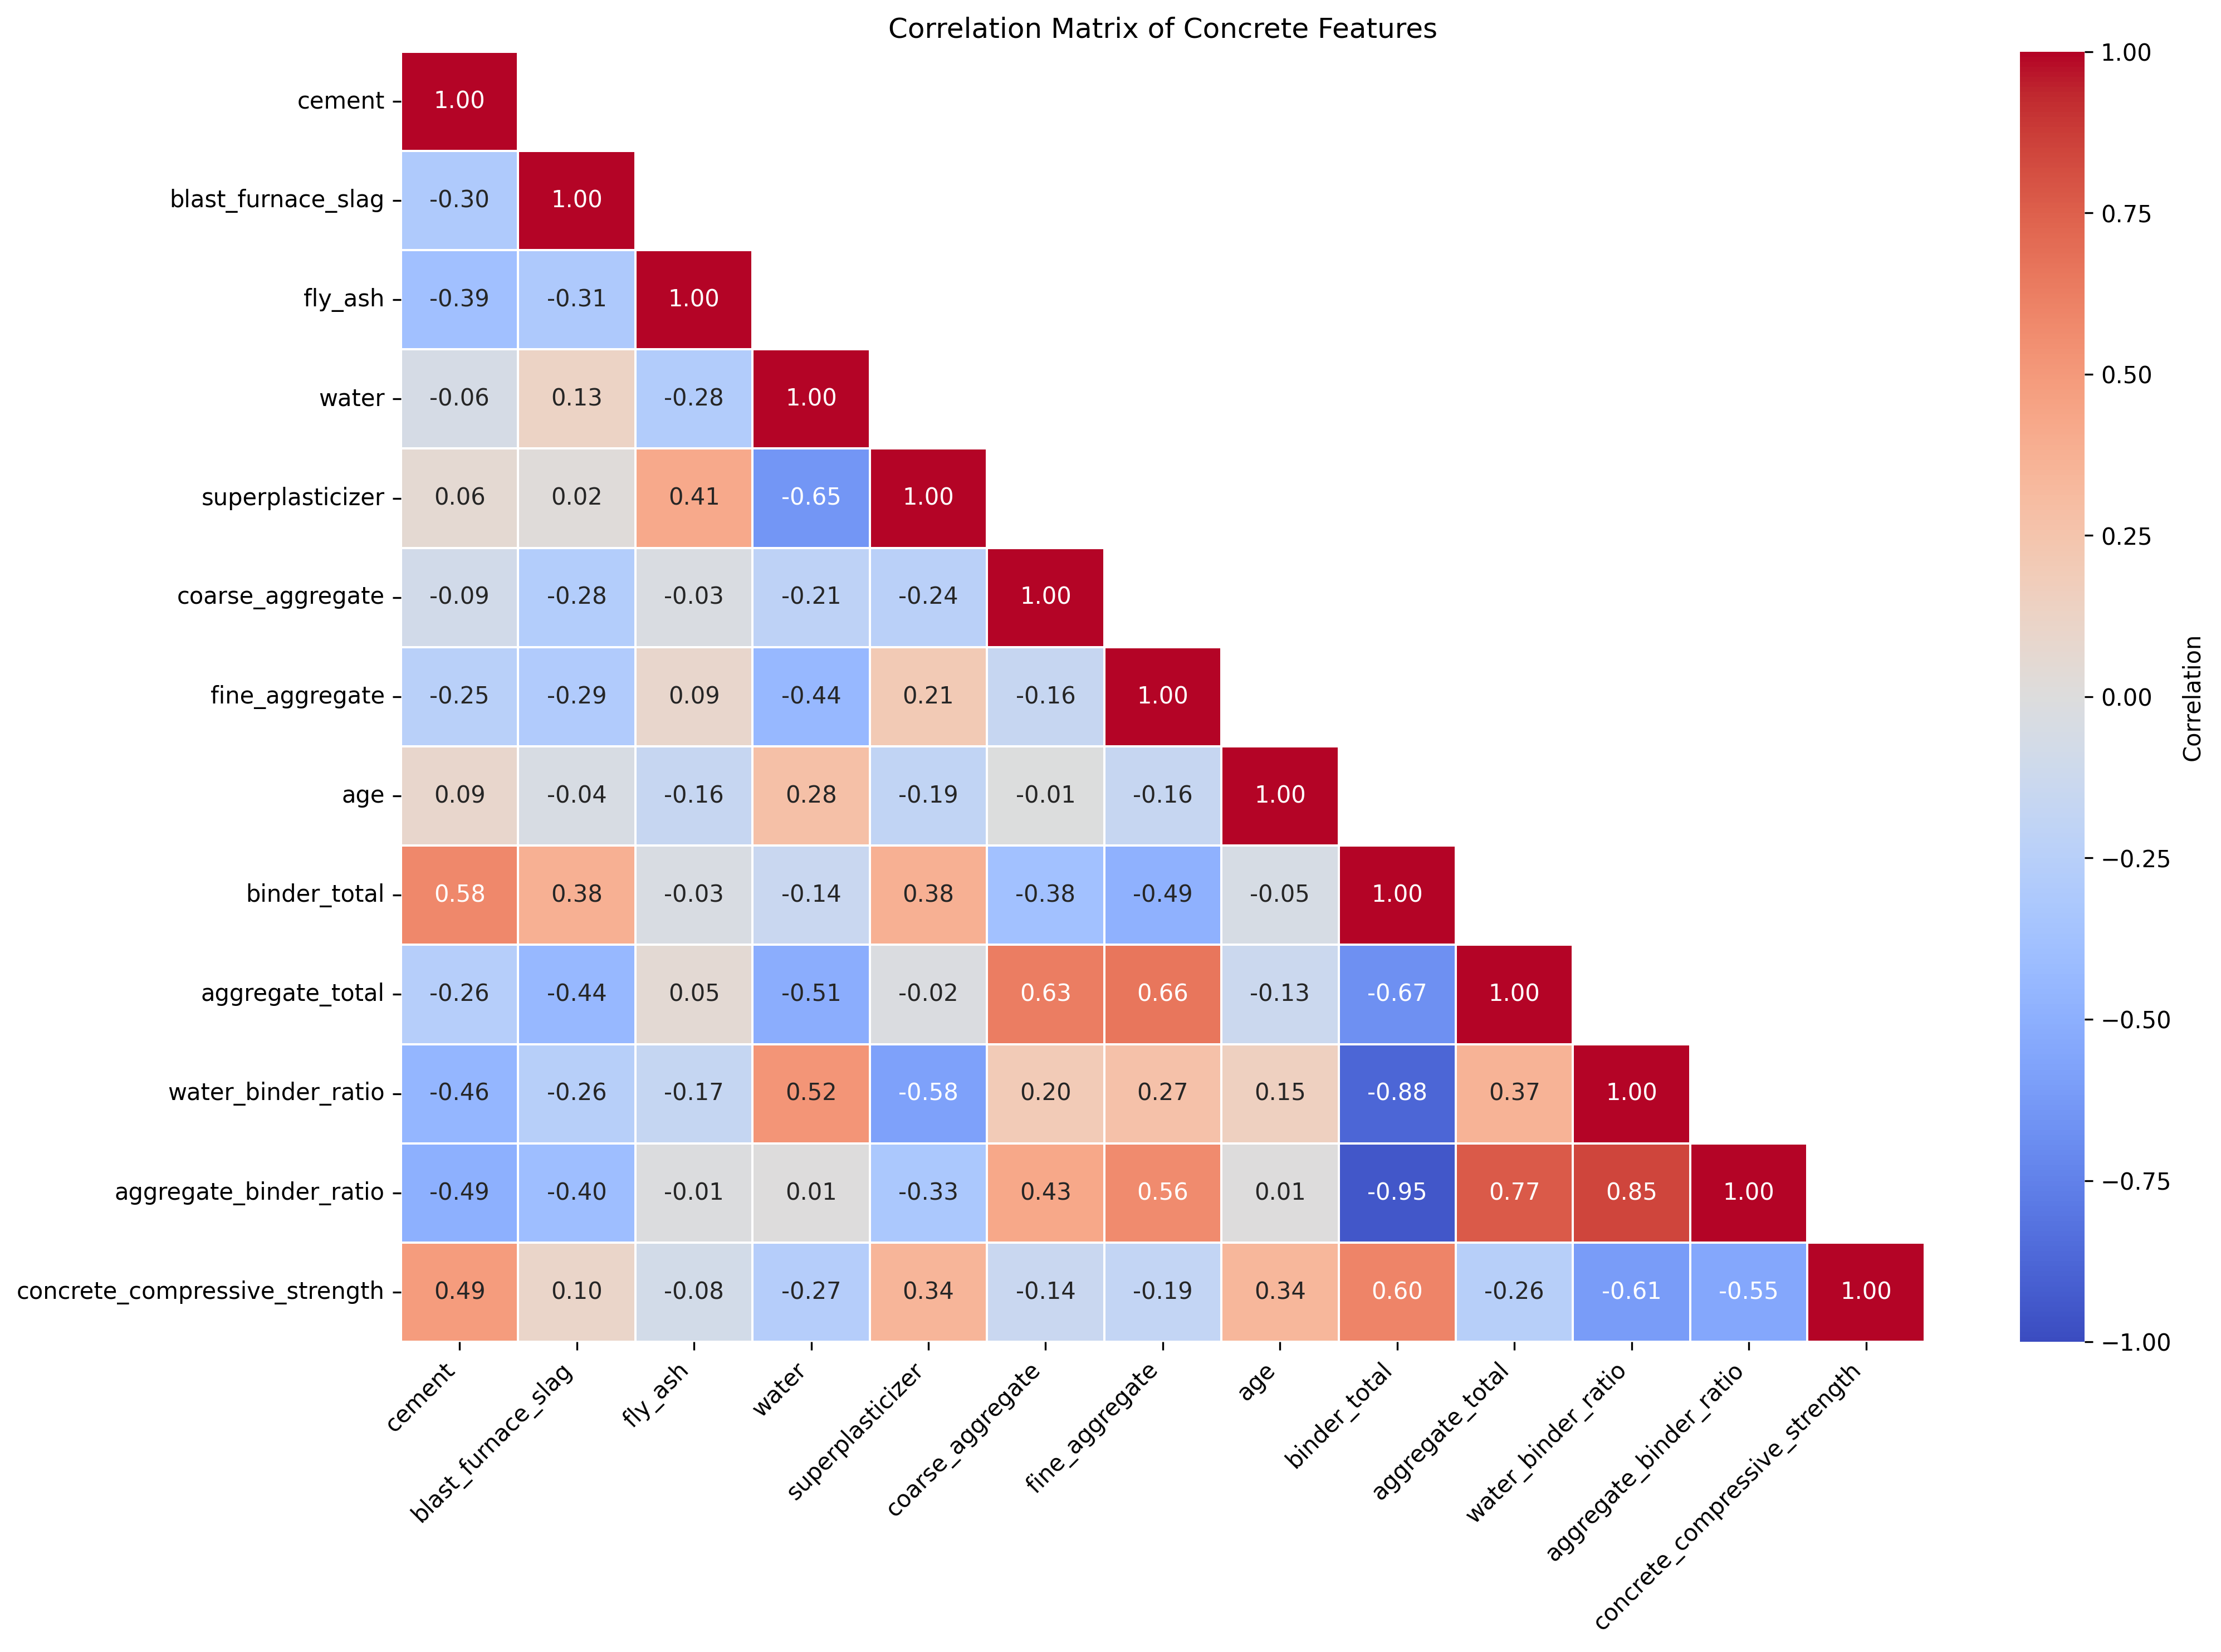 Correlation Matrix of Concrete Features
cement 1.00
blast_furnace_slag -0.30 1.00
fly_ash -0.39 -0.31 1.00
water -0.06 0.13 -0.28 1.00
superplasticizer 0.06 0.02 0.41 -0.65 1.00
coarse_aggregate -0.09 -0.28 -0.03 -0.21 -0.24 1.00
fine_aggregate -0.25 -0.29 0.09 -0.44 0.21 -0.16 1.00
age 0.09 -0.04 -0.16 0.28 -0.19 -0.01 -0.16 1.00
binder_total 0.58 0.38 -0.03 -0.14 0.38 -0.38 -0.49 -0.05 1.00
aggregate_total -0.26 -0.44 0.05 -0.51 -0.02 0.63 0.66 -0.13 -0.67 1.00
water_binder_ratio -0.46 -0.26 -0.17 0.52 -0.58 0.20 0.27 0.15 -0.88 0.37 1.00
aggregate_binder_ratio -0.49 -0.40 -0.01 0.01 -0.33 0.43 0.56 0.01 -0.95 0.77 0.85 1.00
concrete_compressive_strength 0.49 0.10 -0.08 -0.27 0.34 -0.14 -0.19 0.34 0.60 -0.26 -0.61 -0.55 1.00
cement
blast_furnace_slag
fly_ash
water
superplasticizer
coarse_aggregate
fine_aggregate
age
binder_total
aggregate_total
water_binder_ratio
aggregate_binder_ratio
concrete_compressive_strength
1.00
0.75
0.50
0.25
0.00
−0.25
−0.50
−0.75
−1.00
Correlation